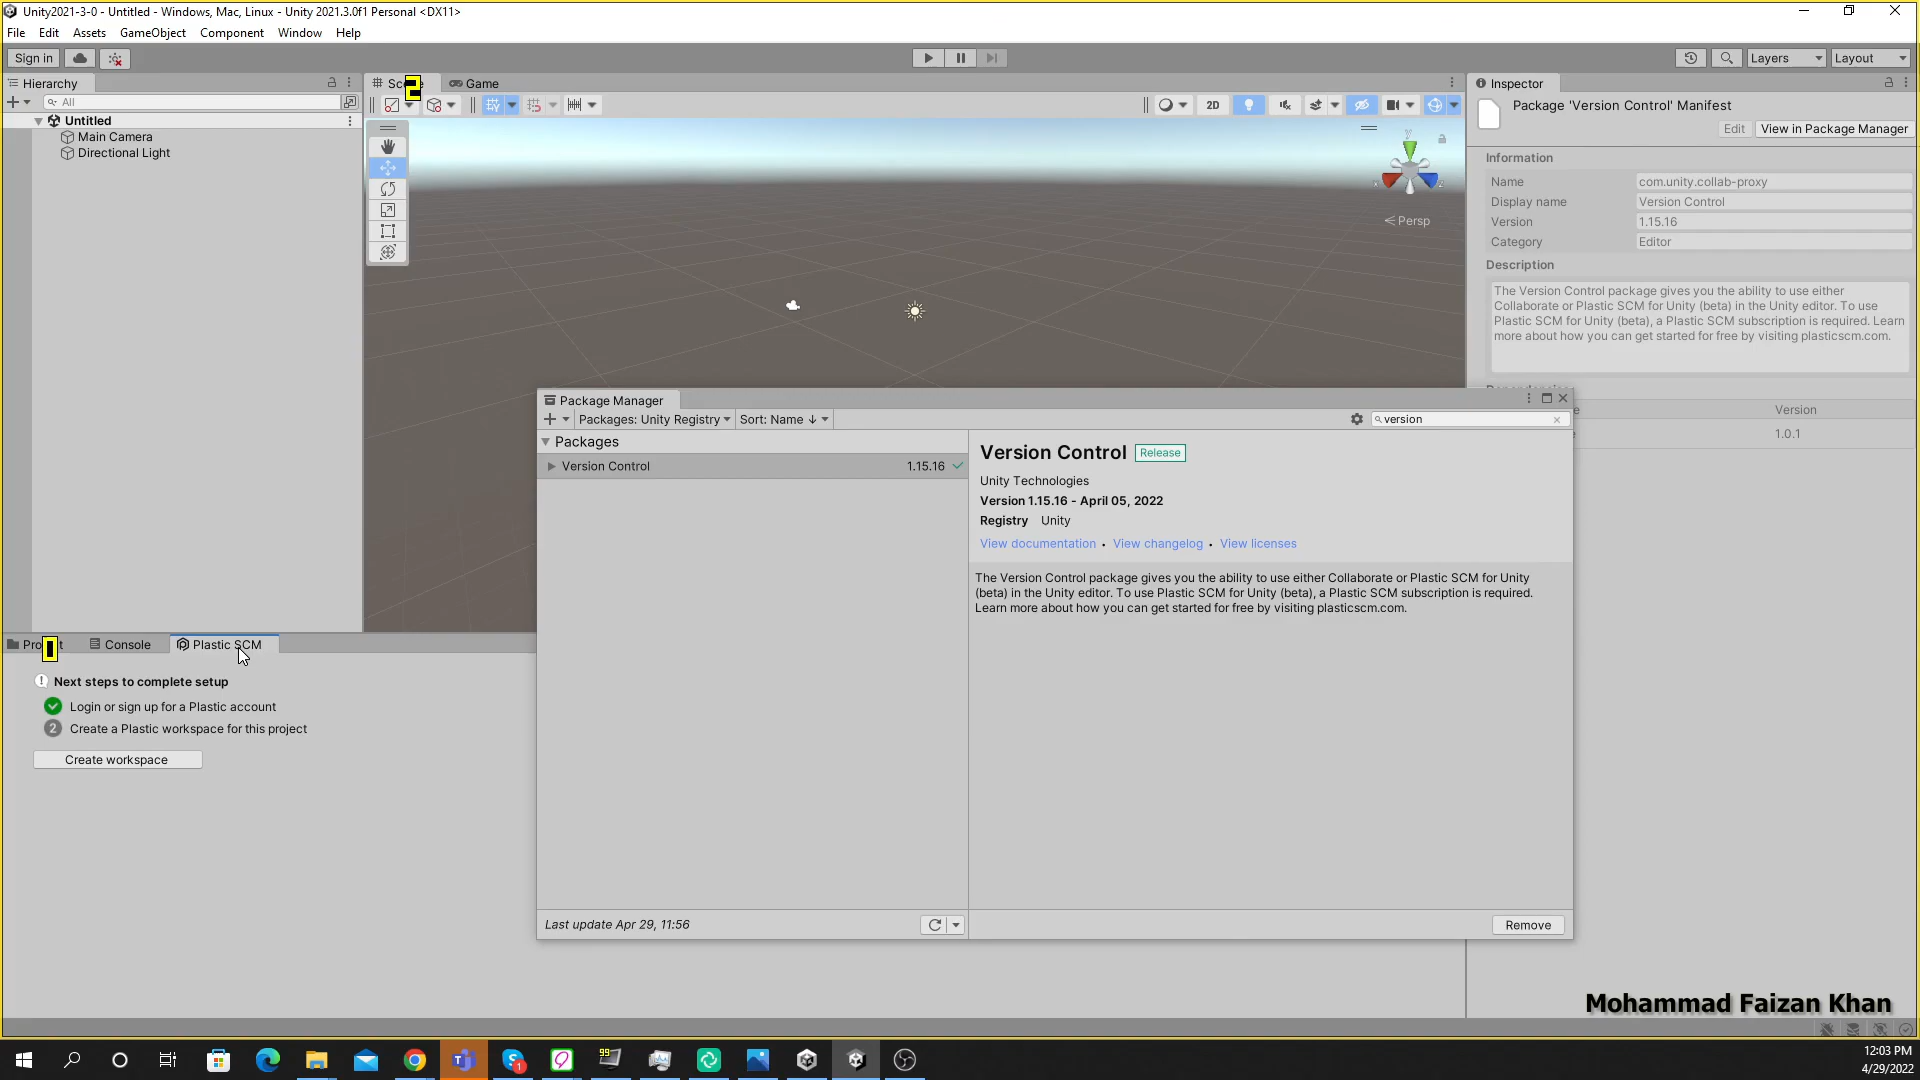 Unity2021-3-0 - Untitled - Windows, Mac, Linux - Unity 2021.3.0f1 Personal <DX11>
File Edit Assets GameObject Component Window Help
Sign in
Layers
Layout
Hierarchy
Game
Inspector
All
2D
Untitled
Main Camera
Directional Light
Persp
Package 'Version Control' Manifest
Edit
View in Package Manager
Information
Name com.unity.collab-proxy
Display name Version Control
Version 1.15.16
Category Editor
Description
The Version Control package gives you the ability to use either
Collaborate or Plastic SCM for Unity (beta) in the Unity editor. To use
Plastic SCM for Unity (beta), a Plastic SCM subscription is required. Learn
more about how you can get started for free by visiting plasticscm.com.
Version
1.0.1
Package Manager
Packages: Unity Registry
Sort: Name ↓
version
Packages
Version Control 1.15.16
Version Control Release
Unity Technologies
Version 1.15.16 - April 05, 2022
Registry Unity
View documentation • View changelog • View licenses
The Version Control package gives you the ability to use either Collaborate or Plastic SCM for Unity
(beta) in the Unity editor. To use Plastic SCM for Unity (beta), a Plastic SCM subscription is required.
Learn more about how you can get started for free by visiting plasticscm.com.
Last update Apr 29, 11:56
Remove
Console
Plastic SCM
Next steps to complete setup
Login or sign up for a Plastic account
2 Create a Plastic workspace for this project
Create workspace
Mohammad Faizan Khan
99
1
12:03 PM
4/29/2022